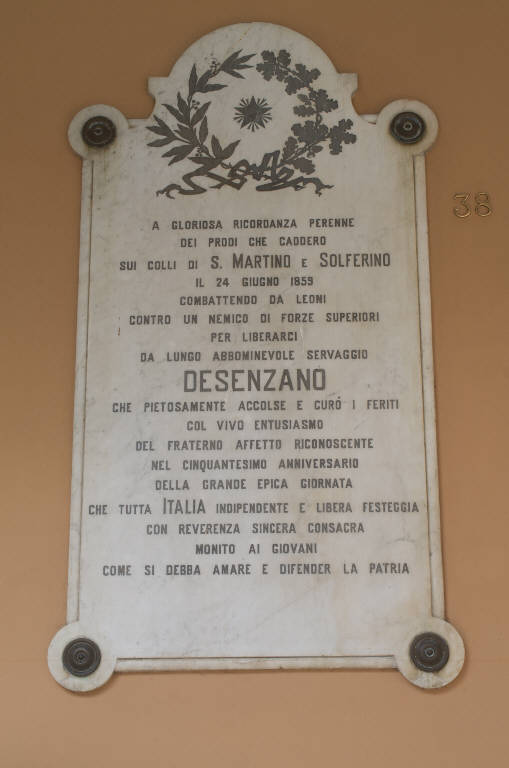 A GLORIOSA RICORDANZA PERENNE
DEI PRODI CHE CADDERO
SUI COLLI DI S. MARTINO E SOLFERINO
IL 24 GIUGNO 1859
COMBATTENDO DA LEONI
CONTRO UN NEMICO DI FORZE SUPERIORI
PER LIBERARCI
DA LUNGO ABBOMINEVOLE SERVAGGIO
DESENZANO
CHE PIETOSAMENTE ACCOLSE E CURÒ I FERITI
COL VIVO ENTUSIASMO
DEL FRATERNO AFFETTO RICONOSCENTE
NEL CINQUANTESIMO ANNIVERSARIO
DELLA GRANDE EPICA GIORNATA
CHE TUTTA ITALIA INDIPENDENTE E LIBERA FESTEGGIA
CON REVERENZA SINCERA CONSACRA
MONITO AI GIOVANI
COME SI DEBBA AMARE E DIFENDER LA PATRIA
38